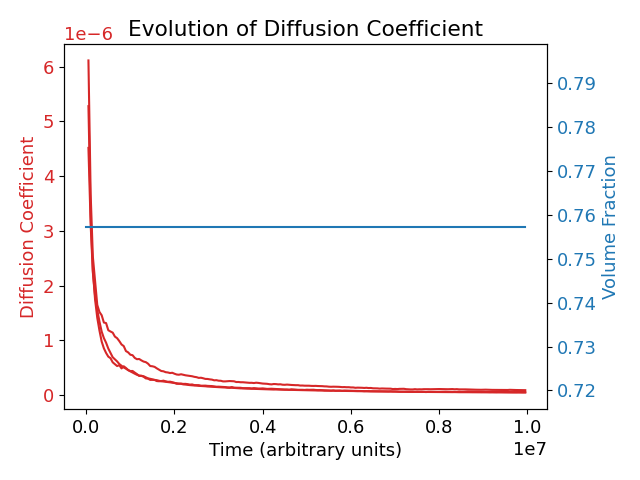 Evolution of Diffusion Coefficient
1e−6
6
5
4
3
2
1
0
Diffusion Coefficient
0.79
0.78
0.77
0.76
0.75
0.74
0.73
0.72
Volume Fraction
0.0 0.2 0.4 0.6 0.8 1.0
Time (arbitrary units)
1e7